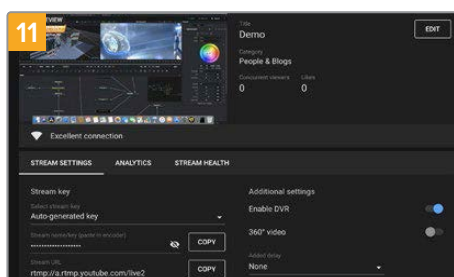 11
PREVIEW
Title
Demo
EDIT
Category
People & Blogs
Concurrent viewers Likes
0 0
Excellent connection
STREAM SETTINGS ANALYTICS STREAM HEALTH
Stream key
Additional settings
Select stream key
Auto-generated key
Enable DVR
Stream name/key (paste in encoder)
COPY
360° video
Stream URL
rtmp://a.rtmp.youtube.com/live2
COPY
Added delay
None